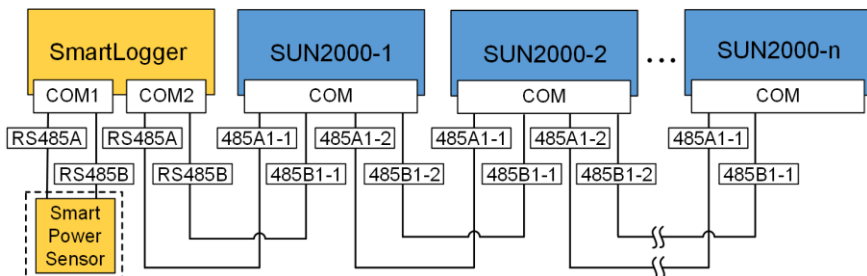 SmartLogger
SUN2000-1
SUN2000-2
...
SUN2000-n
COM1
COM2
COM
COM
COM
RS485A
RS485A
485A1-1
485A1-2
485A1-1
485A1-2
485A1-1
RS485B
RS485B
485B1-1
485B1-2
485B1-1
485B1-2
485B1-1
Smart
Power
Sensor